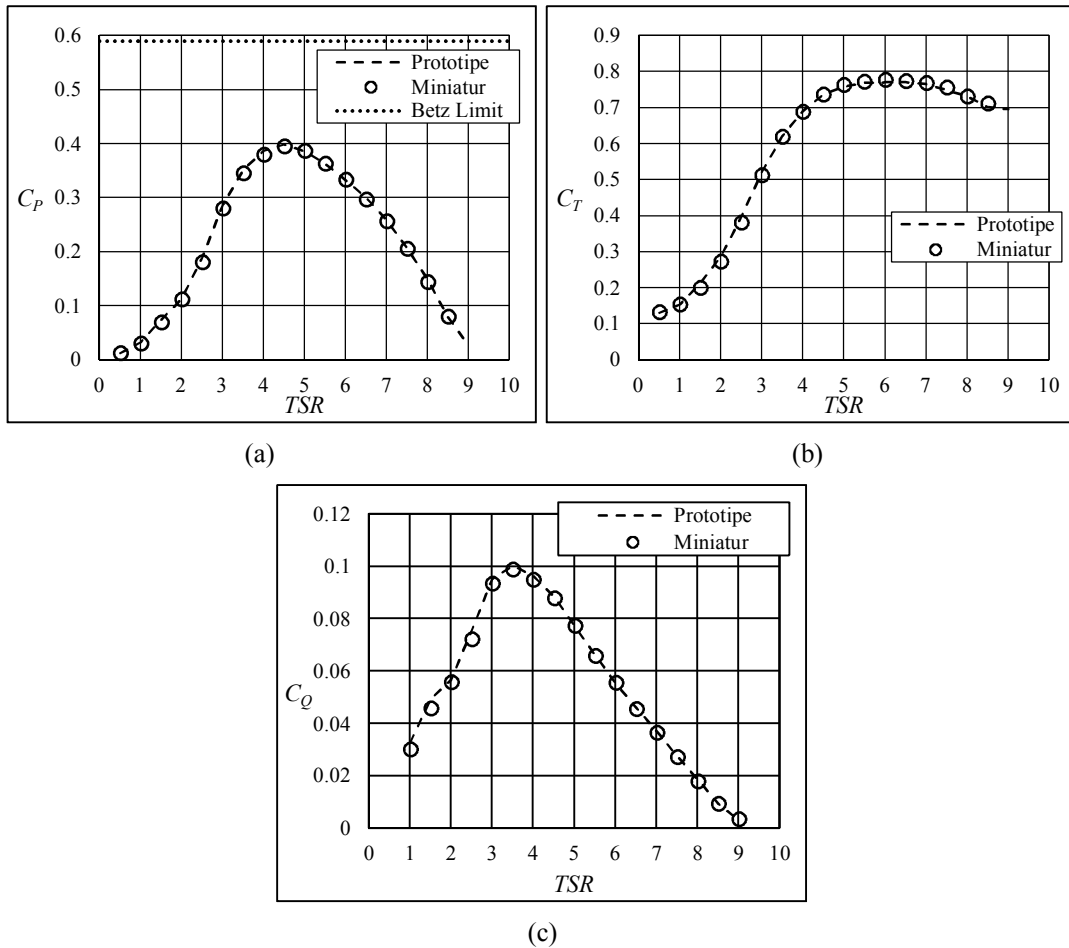 0.6
0.5
0.4
0.3
0.2
0.1
0
C_P
0 1 2 3 4 5 6 7 8 9 10
TSR
Prototipe
Miniatur
Betz Limit
(a)
0.9
0.8
0.7
0.6
0.5
0.4
0.3
0.2
0.1
0
C_T
0 1 2 3 4 5 6 7 8 9 10
TSR
Prototipe
Miniatur
(b)
0.12
0.1
0.08
0.06
0.04
0.02
0
C_Q
0 1 2 3 4 5 6 7 8 9 10
TSR
Prototipe
Miniatur
(c)